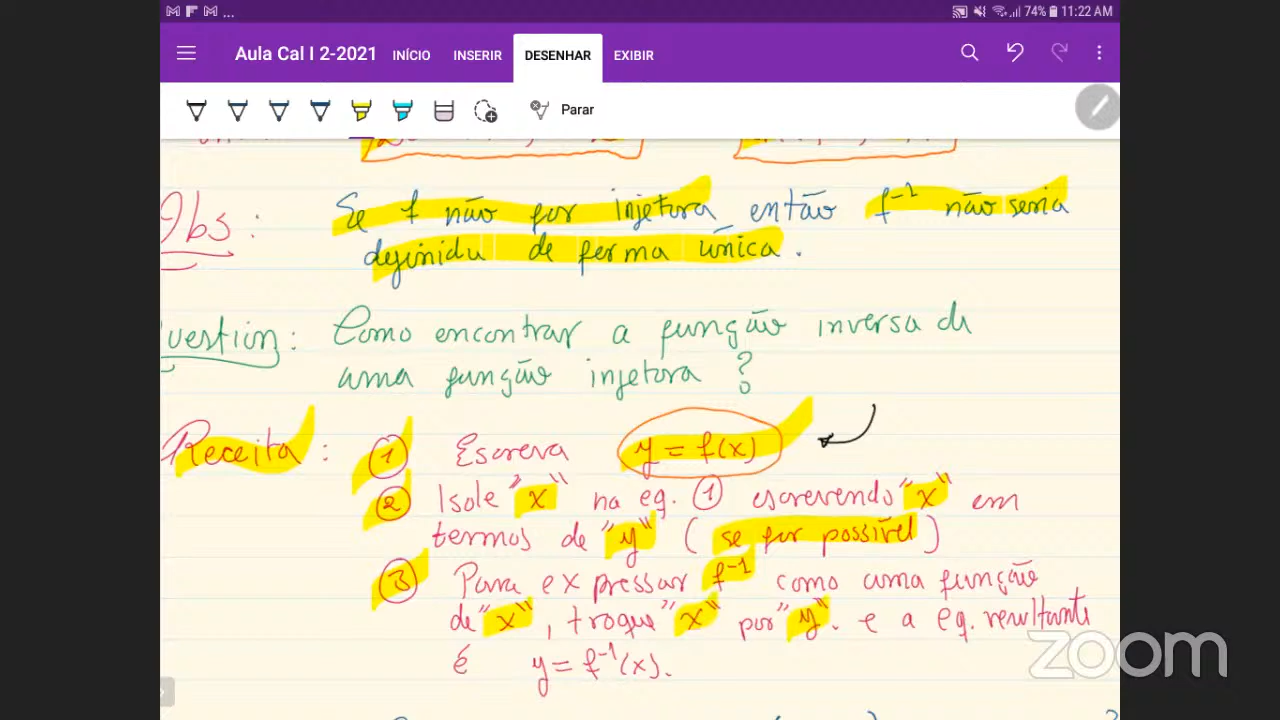 ... 74% 11:22 AM
Aula Cal I 2-2021 INÍCIO INSERIR DESENHAR EXIBIR
Parar
Obs: Se f não for injetora então f⁻¹ não seria
definida de forma única.
Question: Como encontrar a função inversa de
uma função injetora ?
Receita: ① Escreva y = f(x)
② Isole "x" na eq. ① escrevendo "x" em
termos de "y" ( se for possível )
③ Para expressar f⁻¹ como uma função
de "x", troque "x" por "y". e a eq. resultante
é y = f⁻¹(x).
zoom